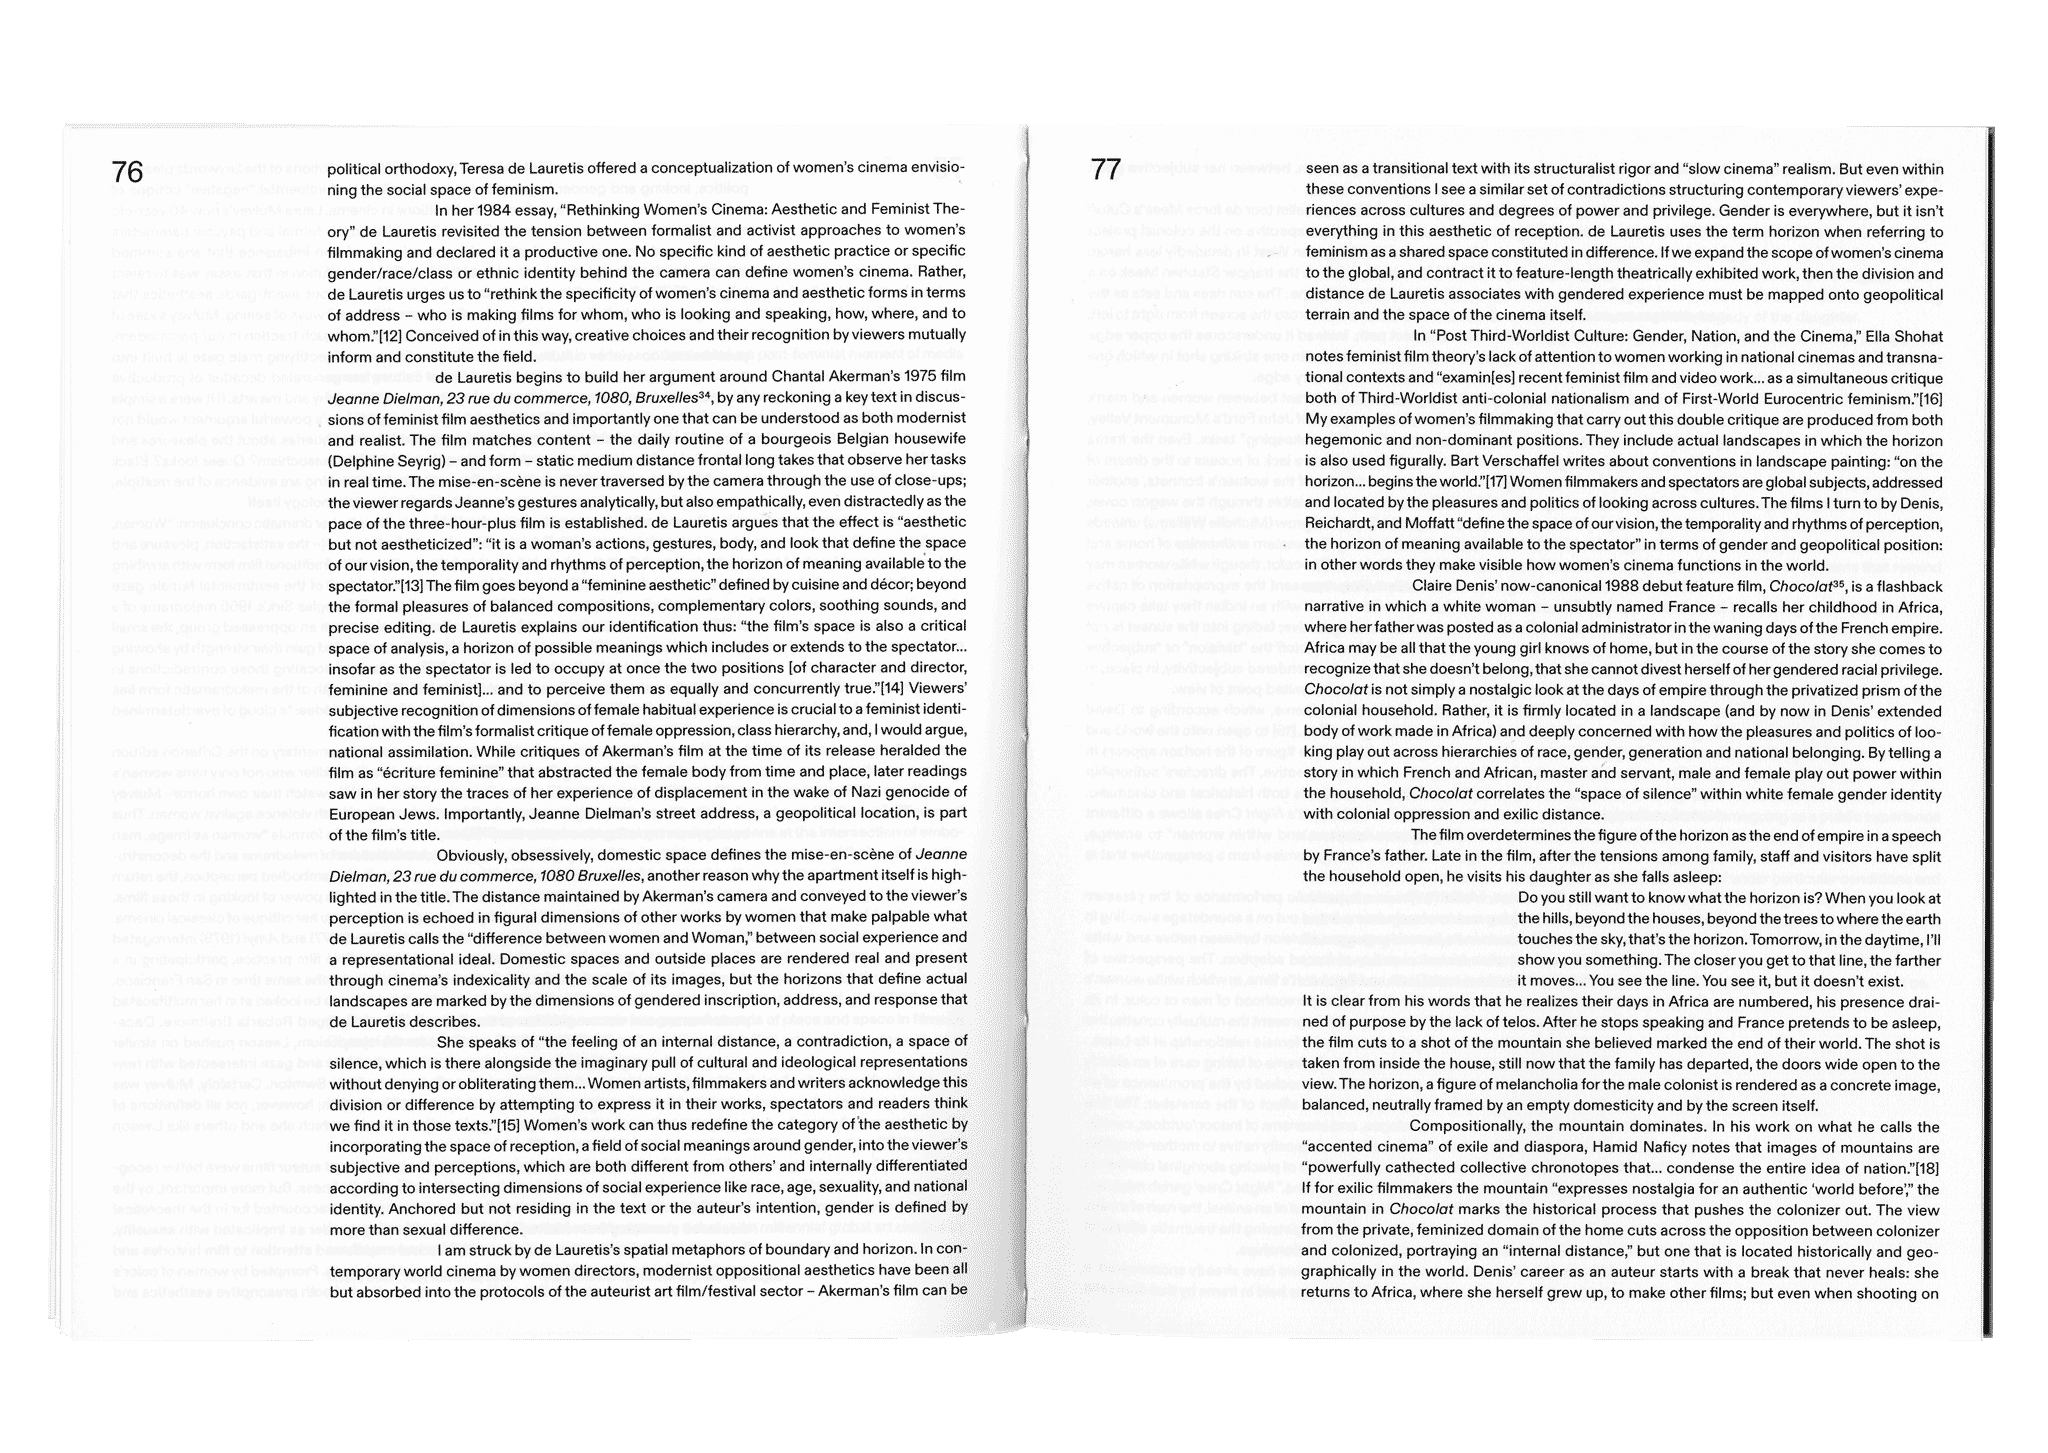 76
political orthodoxy, Teresa de Lauretis offered a conceptualization of women's cinema envisio-
ning the social space of feminism.
In her 1984 essay, “Rethinking Women's Cinema: Aesthetic and Feminist The-
ory” de Lauretis revisited the tension between formalist and activist approaches to women's
filmmaking and declared it a productive one. No specific kind of aesthetic practice or specific
gender/race/class or ethnic identity behind the camera can define women's cinema. Rather,
de Lauretis urges us to “rethink the specificity of women's cinema and aesthetic forms in terms
of address – who is making films for whom, who is looking and speaking, how, where, and to
whom.”[12] Conceived of in this way, creative choices and their recognition by viewers mutually
inform and constitute the field.
de Lauretis begins to build her argument around Chantal Akerman's 1975 film
Jeanne Dielman, 23 rue du commerce, 1080, Bruxelles³⁴, by any reckoning a key text in discus-
sions of feminist film aesthetics and importantly one that can be understood as both modernist
and realist. The film matches content – the daily routine of a bourgeois Belgian housewife
(Delphine Seyrig) – and form – static medium distance frontal long takes that observe her tasks
in real time. The mise-en-scène is never traversed by the camera through the use of close-ups;
the viewer regards Jeanne's gestures analytically, but also empathically, even distractedly as the
pace of the three-hour-plus film is established. de Lauretis argues that the effect is “aesthetic
but not aestheticized”: “it is a woman's actions, gestures, body, and look that define the space
of our vision, the temporality and rhythms of perception, the horizon of meaning available to the
spectator.”[13] The film goes beyond a “feminine aesthetic” defined by cuisine and décor; beyond
the formal pleasures of balanced compositions, complementary colors, soothing sounds, and
precise editing. de Lauretis explains our identification thus: “the film's space is also a critical
space of analysis, a horizon of possible meanings which includes or extends to the spectator...
insofar as the spectator is led to occupy at once the two positions [of character and director,
feminine and feminist]... and to perceive them as equally and concurrently true.”[14] Viewers'
subjective recognition of dimensions of female habitual experience is crucial to a feminist identi-
fication with the film's formalist critique of female oppression, class hierarchy, and, I would argue,
national assimilation. While critiques of Akerman's film at the time of its release heralded the
film as “écriture feminine” that abstracted the female body from time and place, later readings
saw in her story the traces of her experience of displacement in the wake of Nazi genocide of
European Jews. Importantly, Jeanne Dielman's street address, a geopolitical location, is part
of the film's title.
Obviously, obsessively, domestic space defines the mise-en-scène of Jeanne
Dielman, 23 rue du commerce, 1080 Bruxelles, another reason why the apartment itself is high-
lighted in the title. The distance maintained by Akerman's camera and conveyed to the viewer's
perception is echoed in figural dimensions of other works by women that make palpable what
de Lauretis calls the “difference between women and Woman,” between social experience and
a representational ideal. Domestic spaces and outside places are rendered real and present
through cinema's indexicality and the scale of its images, but the horizons that define actual
landscapes are marked by the dimensions of gendered inscription, address, and response that
de Lauretis describes.
She speaks of “the feeling of an internal distance, a contradiction, a space of
silence, which is there alongside the imaginary pull of cultural and ideological representations
without denying or obliterating them... Women artists, filmmakers and writers acknowledge this
division or difference by attempting to express it in their works, spectators and readers think
we find it in those texts.”[15] Women's work can thus redefine the category of the aesthetic by
incorporating the space of reception, a field of social meanings around gender, into the viewer's
subjective and perceptions, which are both different from others' and internally differentiated
according to intersecting dimensions of social experience like race, age, sexuality, and national
identity. Anchored but not residing in the text or the auteur's intention, gender is defined by
more than sexual difference.
I am struck by de Lauretis's spatial metaphors of boundary and horizon. In con-
temporary world cinema by women directors, modernist oppositional aesthetics have been all
but absorbed into the protocols of the auteurist art film/festival sector – Akerman's film can be
77
seen as a transitional text with its structuralist rigor and “slow cinema” realism. But even within
these conventions I see a similar set of contradictions structuring contemporary viewers' expe-
riences across cultures and degrees of power and privilege. Gender is everywhere, but it isn't
everything in this aesthetic of reception. de Lauretis uses the term horizon when referring to
feminism as a shared space constituted in difference. If we expand the scope of women's cinema
to the global, and contract it to feature-length theatrically exhibited work, then the division and
distance de Lauretis associates with gendered experience must be mapped onto geopolitical
terrain and the space of the cinema itself.
In “Post Third-Worldist Culture: Gender, Nation, and the Cinema,” Ella Shohat
notes feminist film theory's lack of attention to women working in national cinemas and transna-
tional contexts and “examin[es] recent feminist film and video work... as a simultaneous critique
both of Third-Worldist anti-colonial nationalism and of First-World Eurocentric feminism.”[16]
My examples of women's filmmaking that carry out this double critique are produced from both
hegemonic and non-dominant positions. They include actual landscapes in which the horizon
is also used figurally. Bart Verschaffel writes about conventions in landscape painting: “on the
horizon... begins the world.”[17] Women filmmakers and spectators are global subjects, addressed
and located by the pleasures and politics of looking across cultures. The films I turn to by Denis,
Reichardt, and Moffatt “define the space of our vision, the temporality and rhythms of perception,
the horizon of meaning available to the spectator” in terms of gender and geopolitical position:
in other words they make visible how women's cinema functions in the world.
Claire Denis' now-canonical 1988 debut feature film, Chocolat³⁵, is a flashback
narrative in which a white woman – unsubtly named France – recalls her childhood in Africa,
where her father was posted as a colonial administrator in the waning days of the French empire.
Africa may be all that the young girl knows of home, but in the course of the story she comes to
recognize that she doesn't belong, that she cannot divest herself of her gendered racial privilege.
Chocolat is not simply a nostalgic look at the days of empire through the privatized prism of the
colonial household. Rather, it is firmly located in a landscape (and by now in Denis' extended
body of work made in Africa) and deeply concerned with how the pleasures and politics of loo-
king play out across hierarchies of race, gender, generation and national belonging. By telling a
story in which French and African, master and servant, male and female play out power within
the household, Chocolat correlates the “space of silence” within white female gender identity
with colonial oppression and exilic distance.
The film overdetermines the figure of the horizon as the end of empire in a speech
by France's father. Late in the film, after the tensions among family, staff and visitors have split
the household open, he visits his daughter as she falls asleep:
Do you still want to know what the horizon is? When you look at
the hills, beyond the houses, beyond the trees to where the earth
touches the sky, that's the horizon. Tomorrow, in the daytime, I'll
show you something. The closer you get to that line, the farther
it moves... You see the line. You see it, but it doesn't exist.
It is clear from his words that he realizes their days in Africa are numbered, his presence drai-
ned of purpose by the lack of telos. After he stops speaking and France pretends to be asleep,
the film cuts to a shot of the mountain she believed marked the end of their world. The shot is
taken from inside the house, still now that the family has departed, the doors wide open to the
view. The horizon, a figure of melancholia for the male colonist is rendered as a concrete image,
balanced, neutrally framed by an empty domesticity and by the screen itself.
Compositionally, the mountain dominates. In his work on what he calls the
“accented cinema” of exile and diaspora, Hamid Naficy notes that images of mountains are
“powerfully cathected collective chronotopes that... condense the entire idea of nation.”[18]
If for exilic filmmakers the mountain “expresses nostalgia for an authentic ‘world before’,” the
mountain in Chocolat marks the historical process that pushes the colonizer out. The view
from the private, feminized domain of the home cuts across the opposition between colonizer
and colonized, portraying an “internal distance,” but one that is located historically and geo-
graphically in the world. Denis' career as an auteur starts with a break that never heals: she
returns to Africa, where she herself grew up, to make other films; but even when shooting on